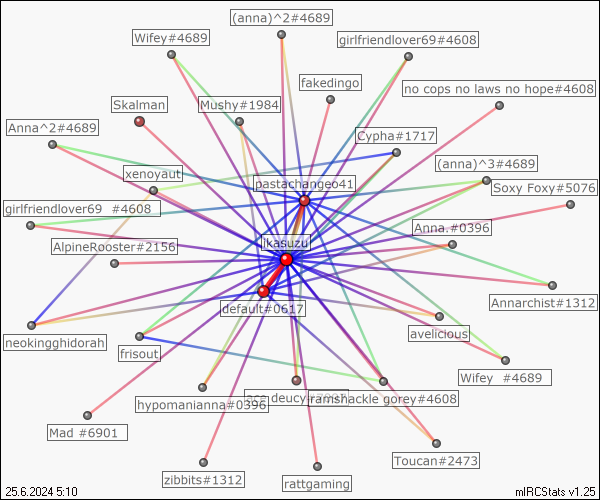 (anna)^2#4689
Wifey#4689
girlfriendlover69#4608
fakedingo
no cops no laws no hope#4608
Skalman
Mushy#1984
Anna^2#4689
Cypha#1717
(anna)^3#4689
xenoyaut
pastachangeo41
Soxy Foxy#5076
girlfriendlover69 #4608
Anna.#0396
AlpineRooster#2156
ikasuzu
Annarchist#1312
default#0617
avelicious
neokingghidorah
frisout
Wifey #4689
ace deucy
ramshackle gorey#4608
hypomanianna#0396
Mad #6901
Toucan#2473
zibbits#1312
rattgaming
25.6.2024 5:10
mIRCStats v1.25